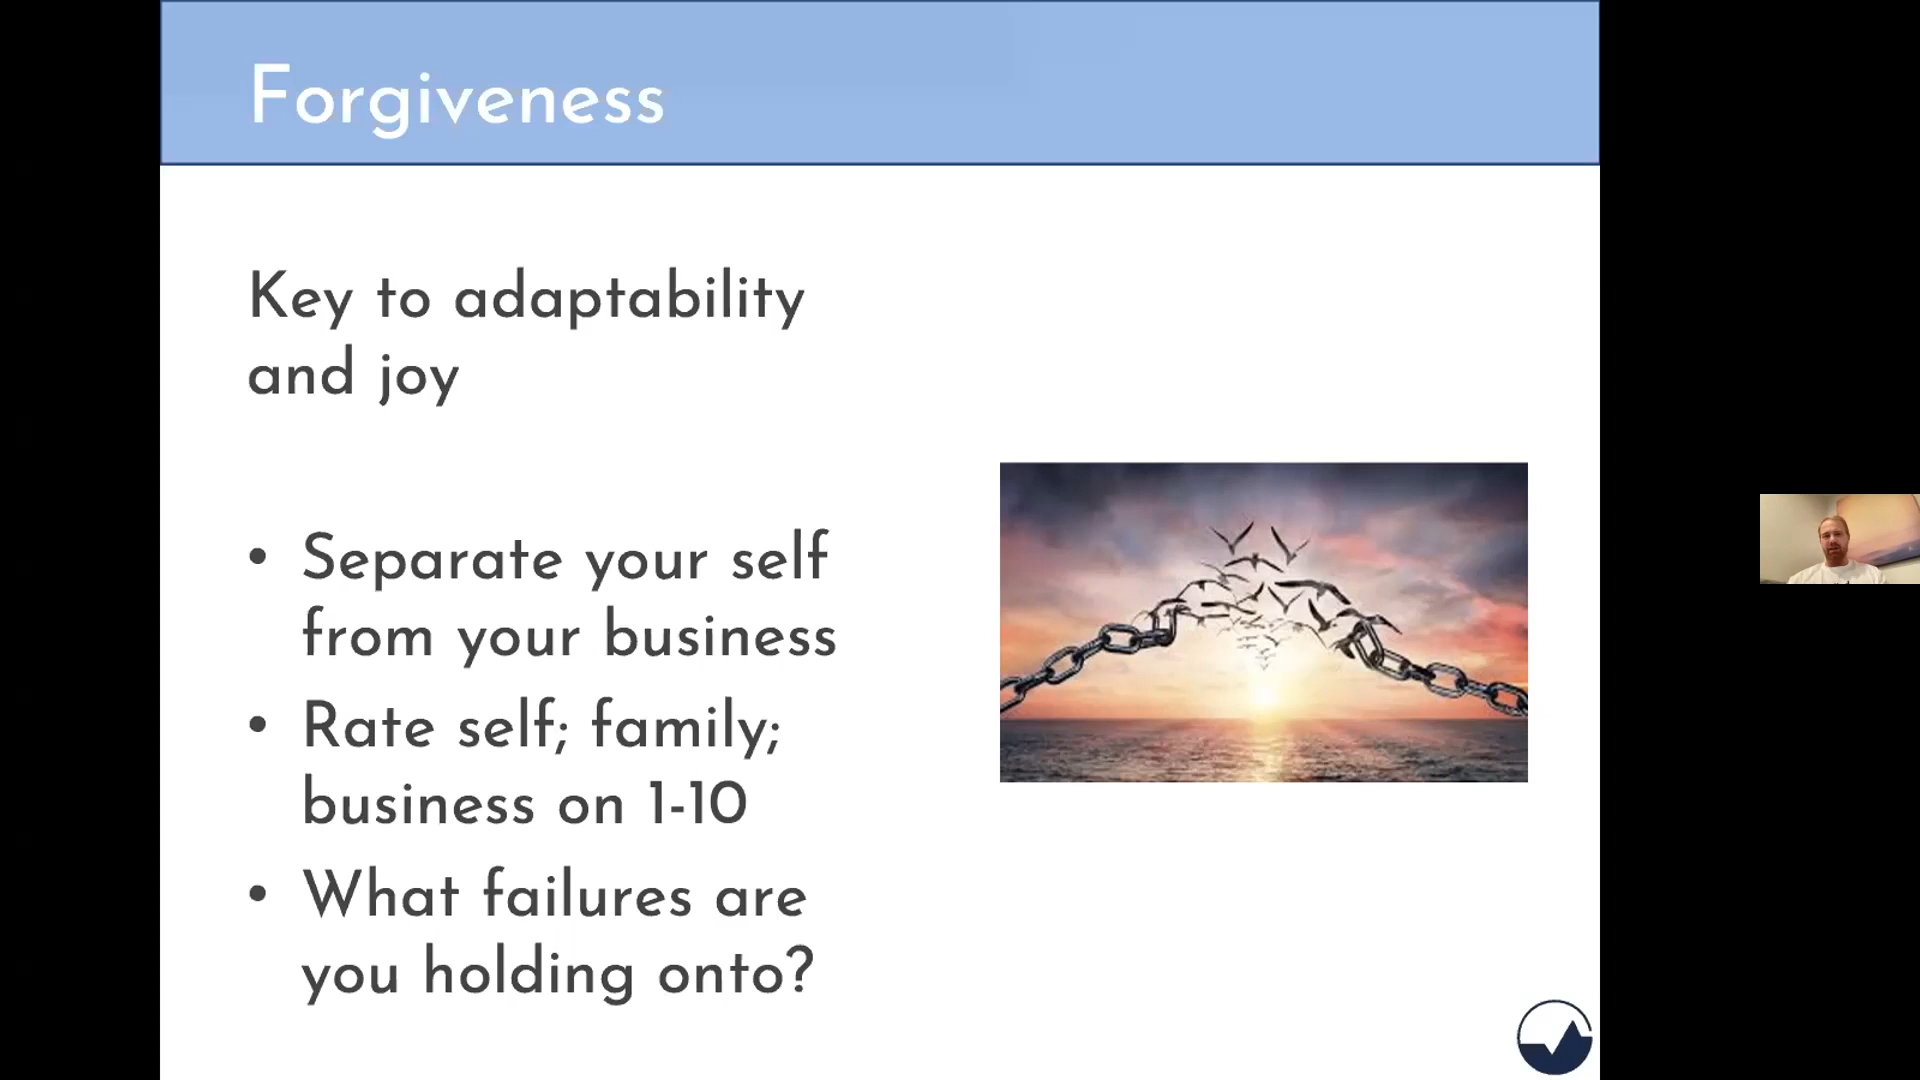 Forgiveness
Key to adaptability
and joy
• Separate your self
from your business
• Rate self; family;
business on 1-10
• What failures are
you holding onto?